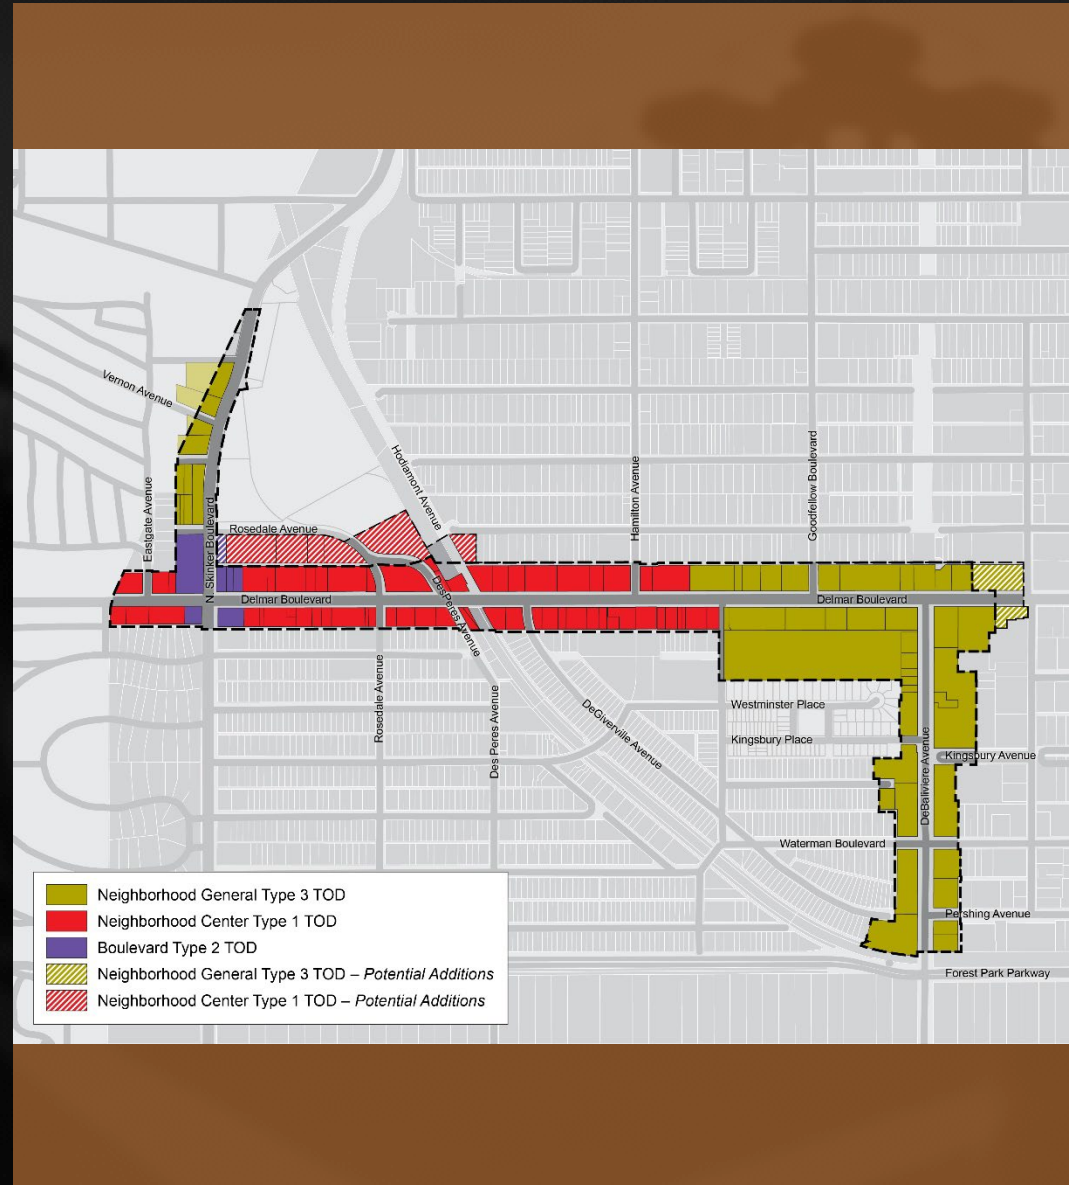 Vernon Avenue
Eastgate Avenue
N. Skinker Boulevard
Rosedale Avenue
Hodiamont Avenue
Hamilton Avenue
Goodfellow Boulevard
Delmar Boulevard
Delmar Boulevard
DesPeres Avenue
Rosedale Avenue
Des Peres Avenue
DeGiverville Avenue
Westminster Place
Kingsbury Place
Kingsbury Avenue
DeBaliviere Avenue
Waterman Boulevard
Pershing Avenue
Forest Park Parkway
Neighborhood General Type 3 TOD
Neighborhood Center Type 1 TOD
Boulevard Type 2 TOD
Neighborhood General Type 3 TOD – Potential Additions
Neighborhood Center Type 1 TOD – Potential Additions